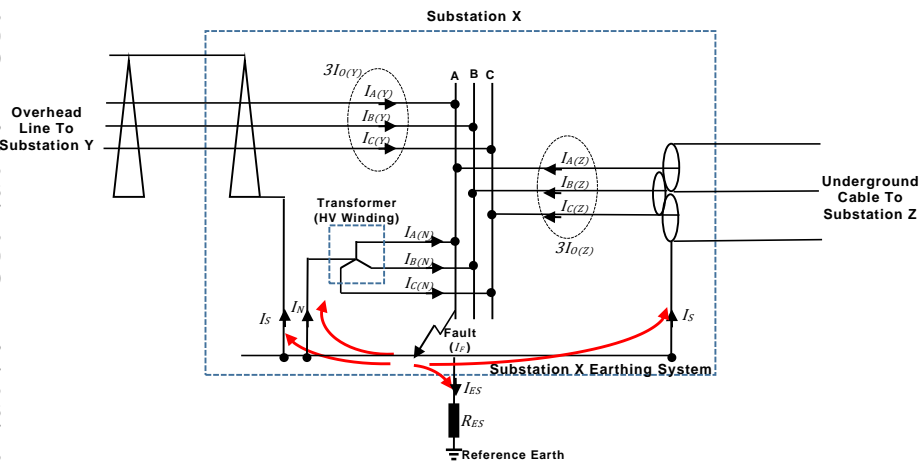 Substation X
3I0(Y)
A B C
IA(Y)
IB(Y)
IC(Y)
Overhead
Line To
Substation Y
IA(Z)
IB(Z)
IC(Z)
3I0(Z)
Underground
Cable To
Substation Z
Transformer
(HV Winding)
IA(N)
IB(N)
IC(N)
IS
IN
IS
Fault
(IF)
Substation X Earthing System
IES
RES
Reference Earth